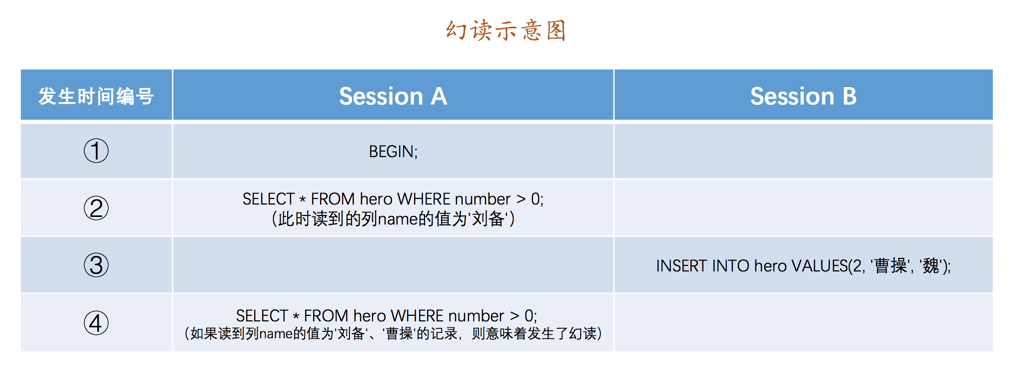 幻读示意图
发生时间编号 Session A Session B
① BEGIN;
② SELECT * FROM hero WHERE number > 0;
（此时读到的列name的值为'刘备'）
③ INSERT INTO hero VALUES(2, '曹操', '魏');
④ SELECT * FROM hero WHERE number > 0;
（如果读到列name的值为'刘备'、'曹操'的记录，则意味着发生了幻读）